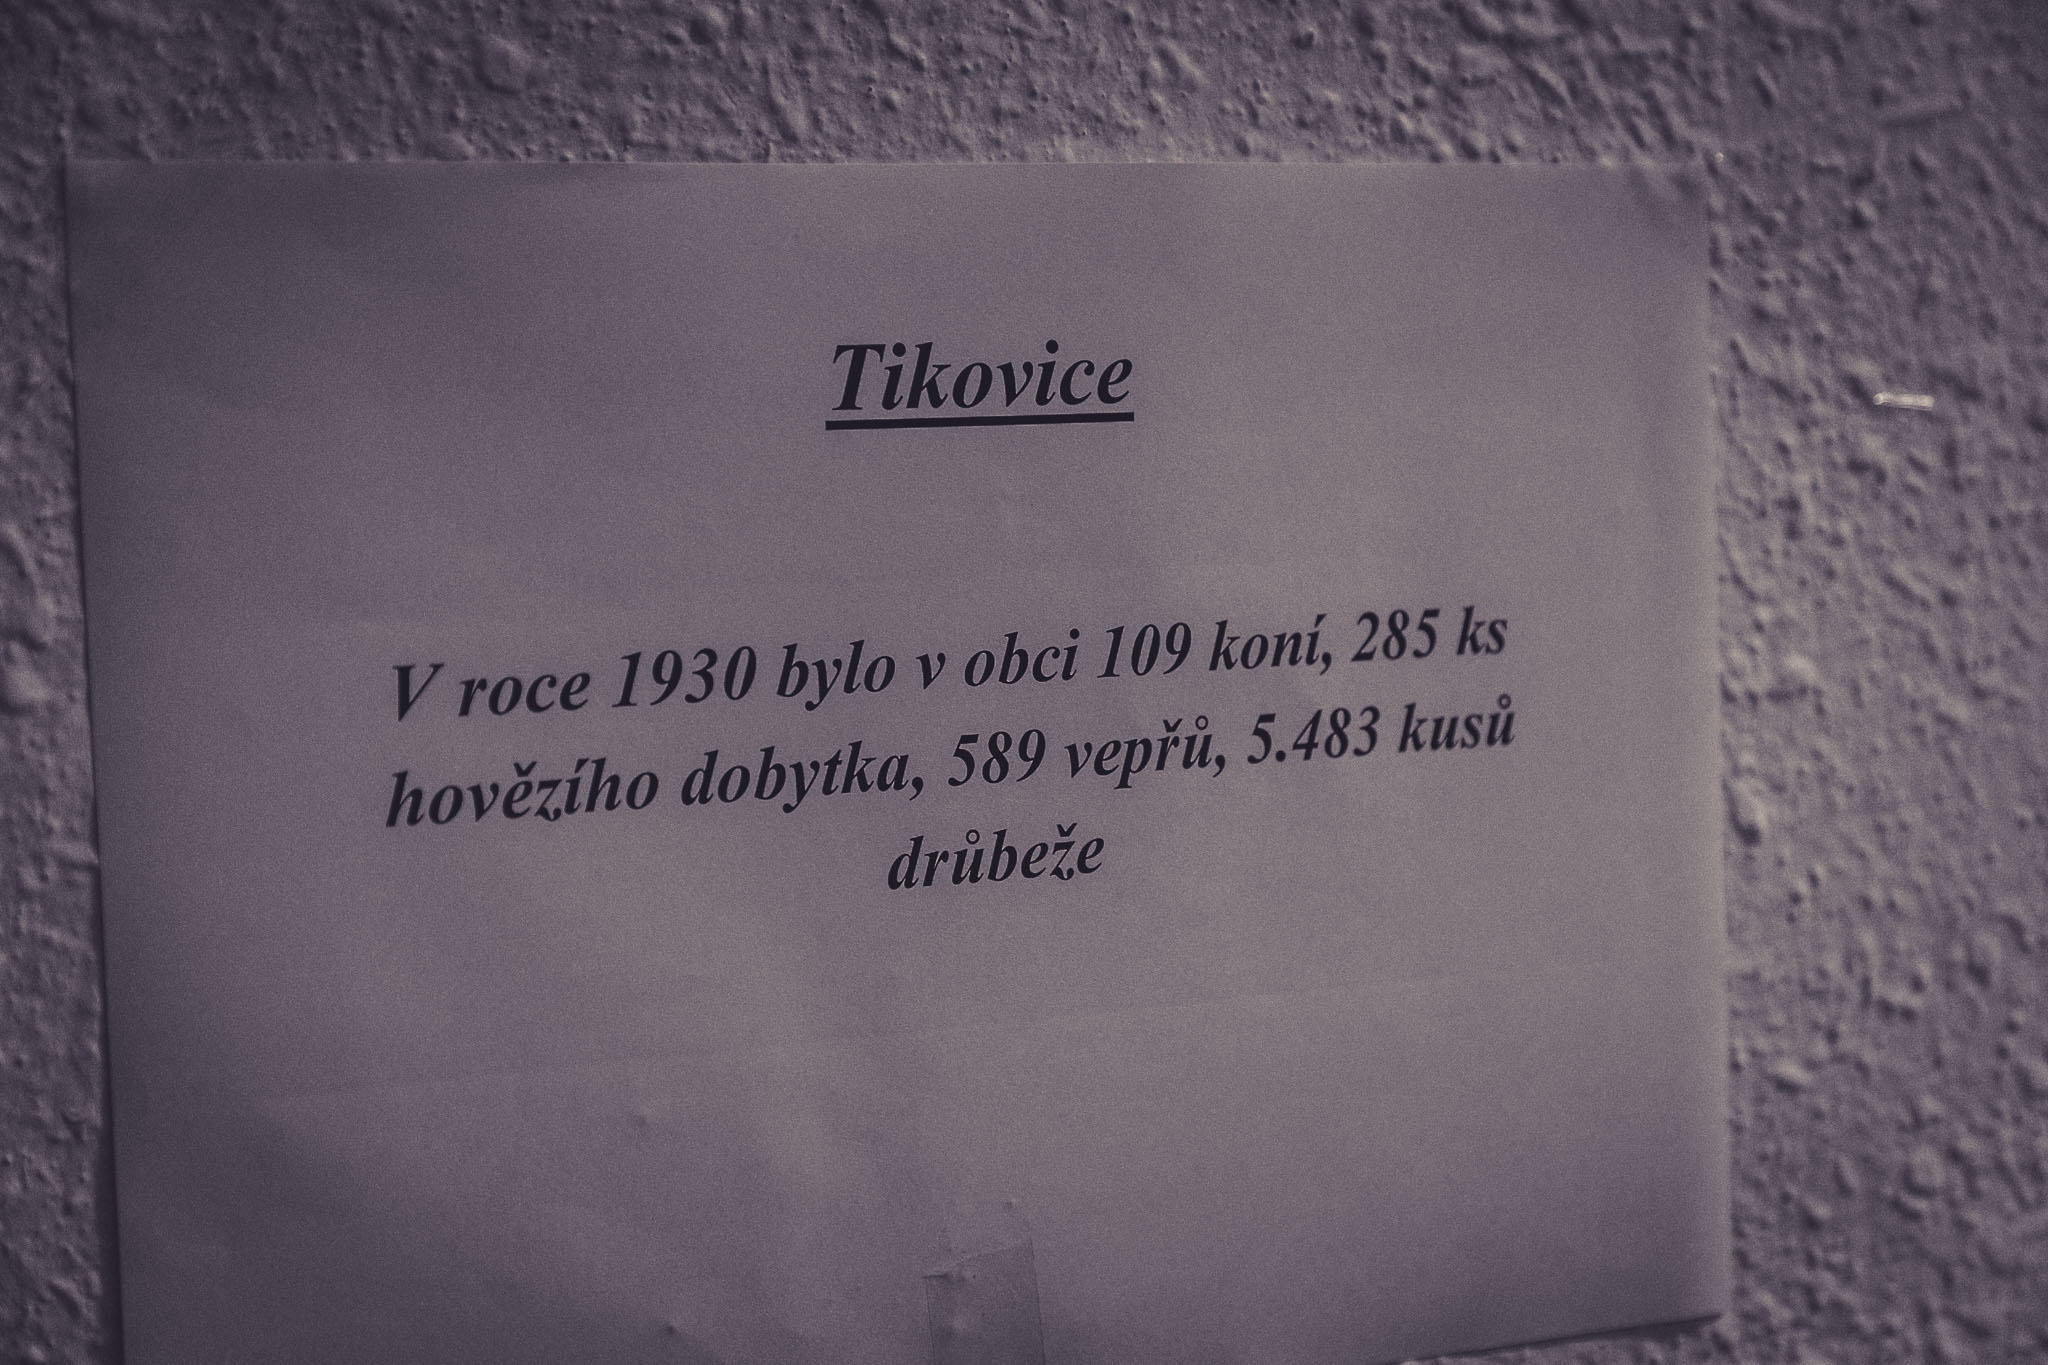 Tikovice
V roce 1930 bylo v obci 109 koní, 285 ks
hovězího dobytka, 589 vepřů, 5.483 kusů
drůbeže